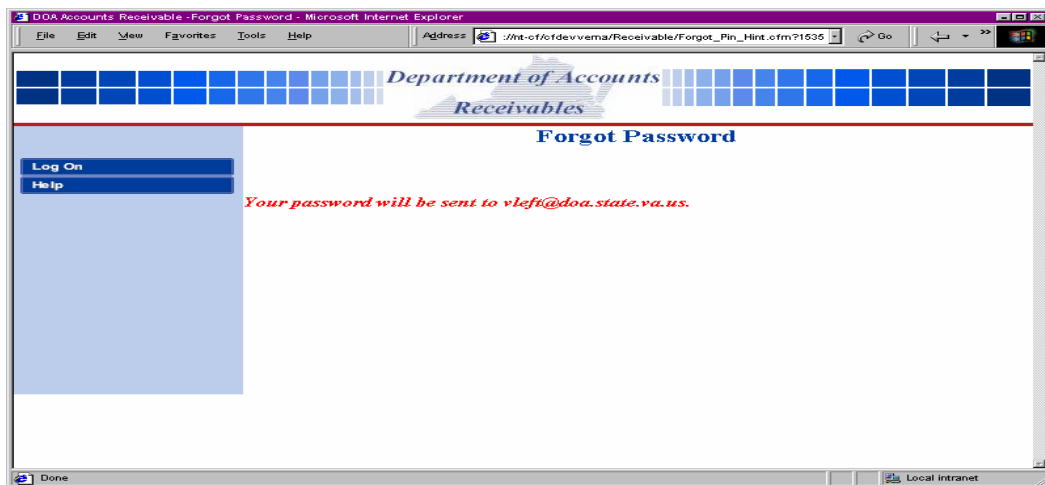 DOA Accounts Receivable -Forgot Password - Microsoft Internet Explorer
File Edit View Favorites Tools Help Address ://nt-cf/cfdevvema/Receivable/Forgot_Pin_Hint.cfm?1535 Go »
Department of Accounts
Receivables
Forgot Password
Log On
Help
Your password will be sent to vleft@doa.state.va.us.
Done Local intranet